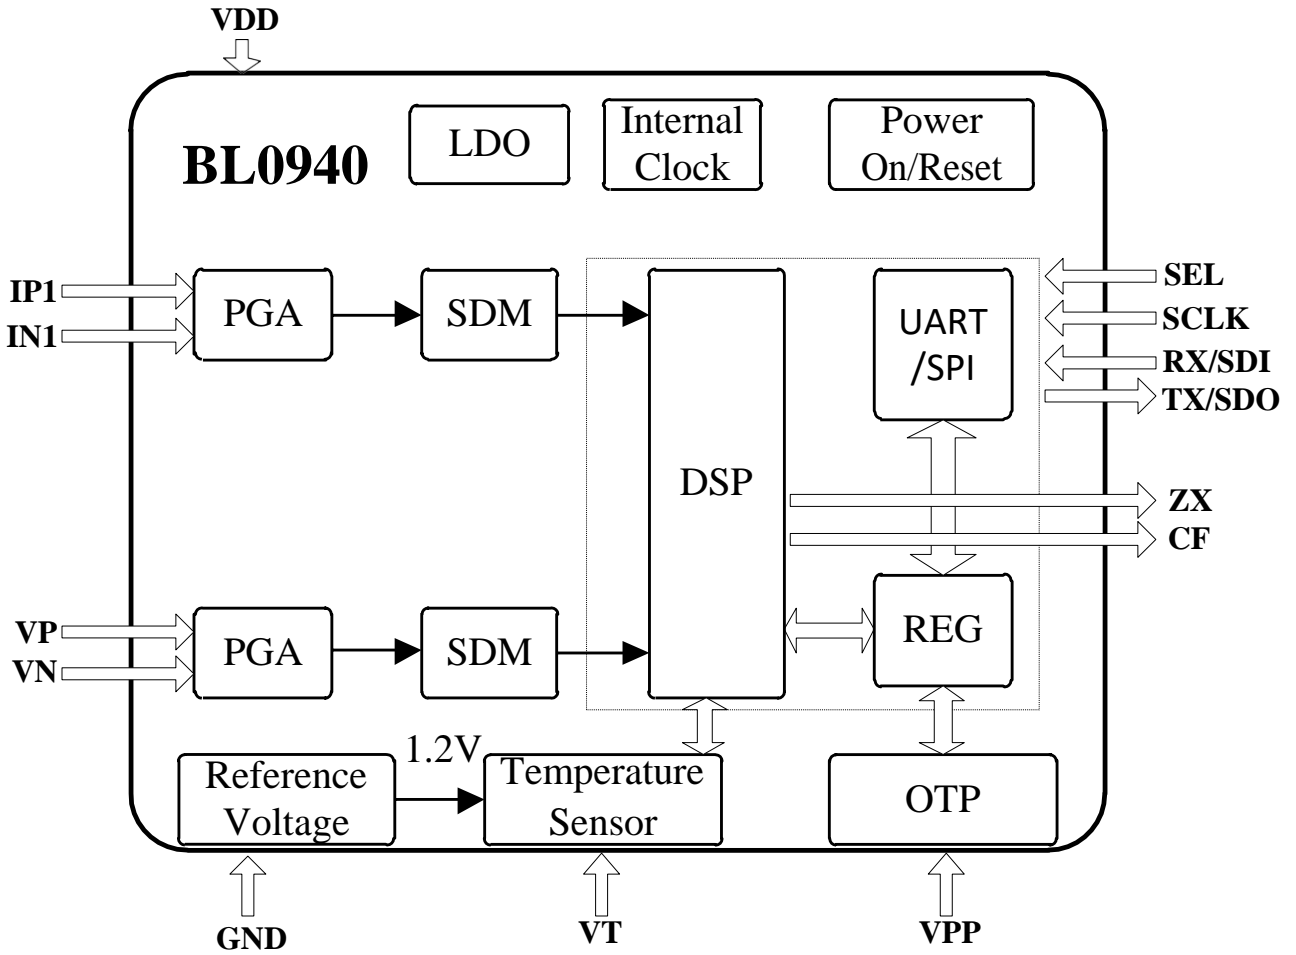 VDD
BL0940
LDO
Internal
Clock
Power
On/Reset
IP1
IN1
PGA
SDM
UART
/SPI
SEL
SCLK
RX/SDI
TX/SDO
DSP
ZX
CF
VP
VN
PGA
SDM
REG
Reference
Voltage
1.2V
Temperature
Sensor
OTP
GND
VT
VPP